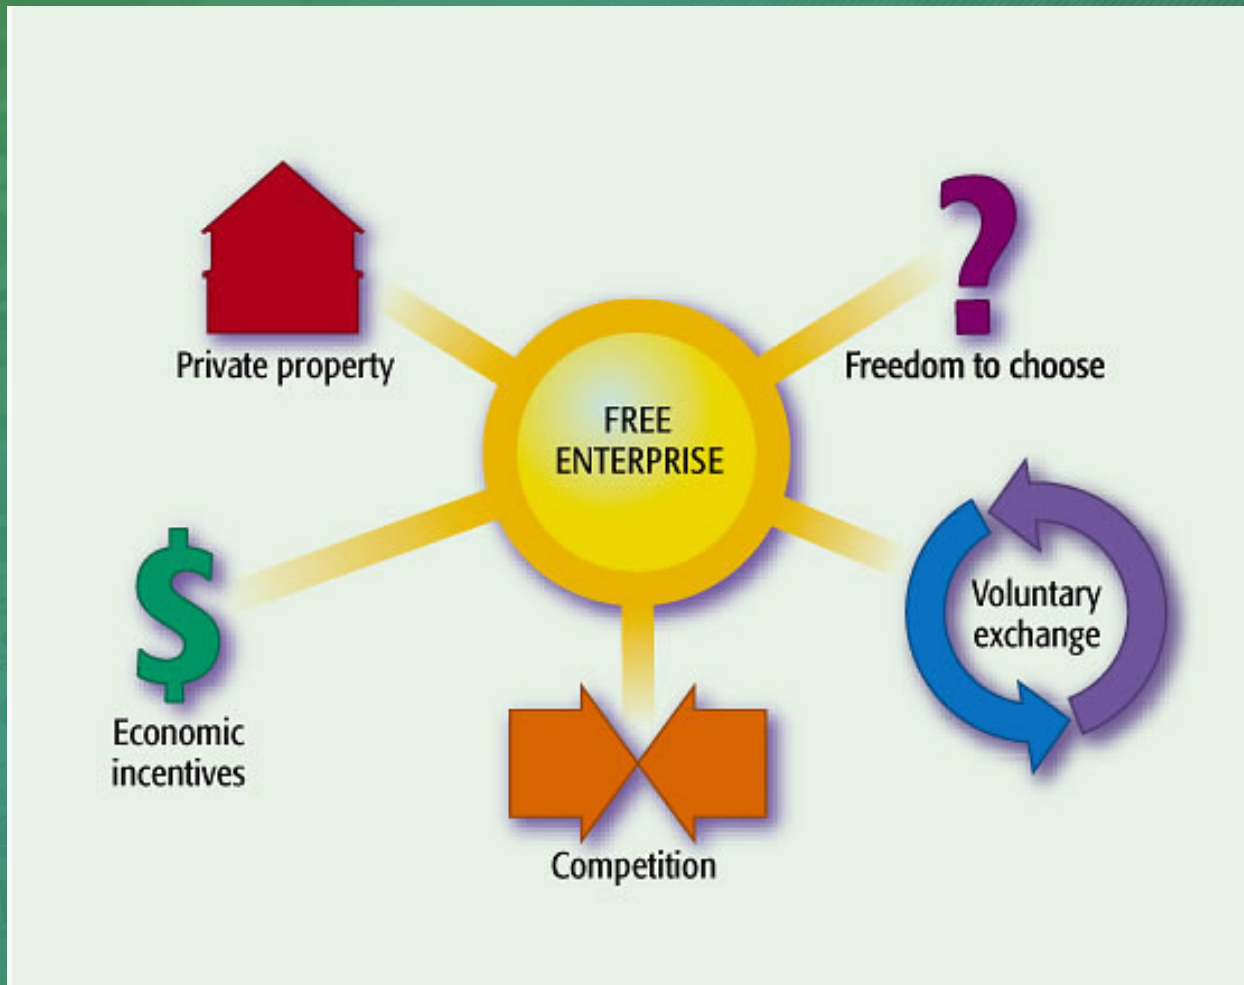 Private property
Freedom to choose
FREE
ENTERPRISE
Voluntary
exchange
Economic
incentives
Competition